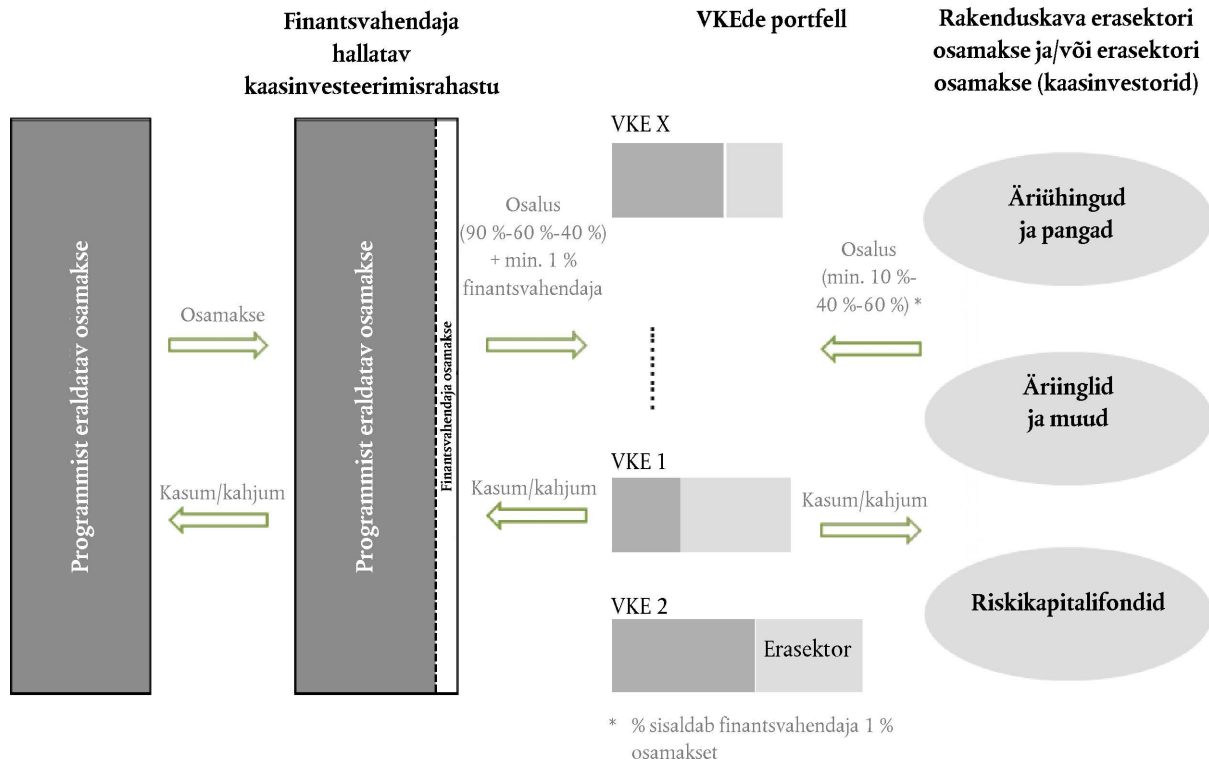 Finantsvahendaja
hallatav
kaasinvesteerimisrahastu
VKEde portfell
Rakenduskava erasektori
osamakse ja/või erasektori
osamakse (kaasinvestorid)
Programmist eraldatav osamakse
Osamakse
Kasum/kahjum
Programmist eraldatav osamakse
Finantsvahendaja osamakse
Osalus
(90 %-60 %-40 %)
+ min. 1 %
finantsvahendaja
Kasum/kahjum
VKE X
VKE 1
VKE 2
Erasektor
Osalus
(min. 10 %-
40 %-60 %) *
Kasum/kahjum
Äriühingud
ja pangad
Äriinglid
ja muud
Riskikapitalifondid
* % sisaldab finantsvahendaja 1 %
osamakset